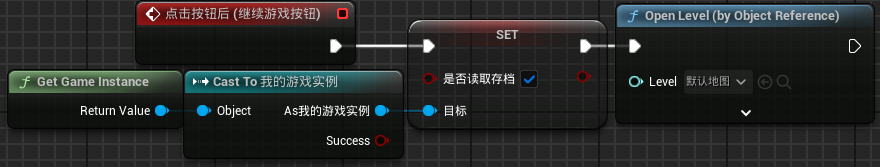 点击按钮后 (继续游戏按钮)
SET
是否读取存档
目标
Open Level (by Object Reference)
Level 默认地图
f Get Game Instance
Return Value
Cast To 我的游戏实例
Object As我的游戏实例
Success